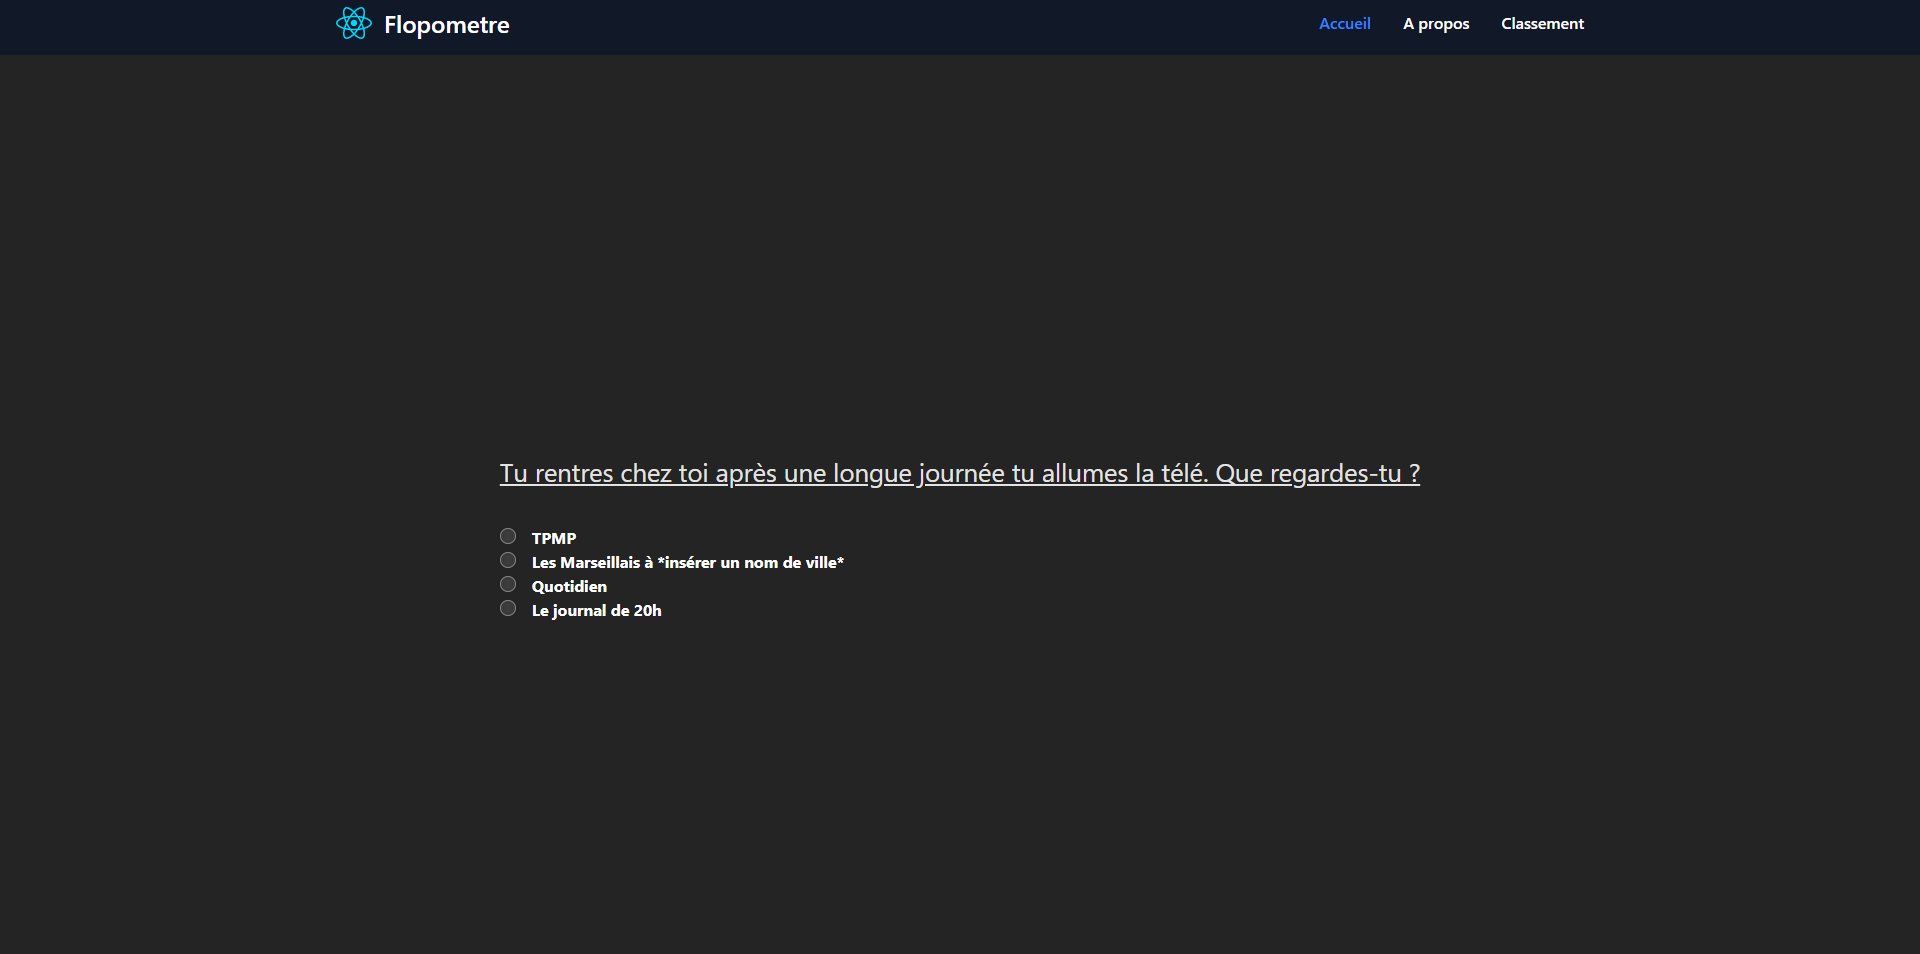 Flopometre
Accueil
A propos
Classement
Tu rentres chez toi après une longue journée tu allumes la télé. Que regardes-tu ?
TPMP
Les Marseillais à *insérer un nom de ville*
Quotidien
Le journal de 20h